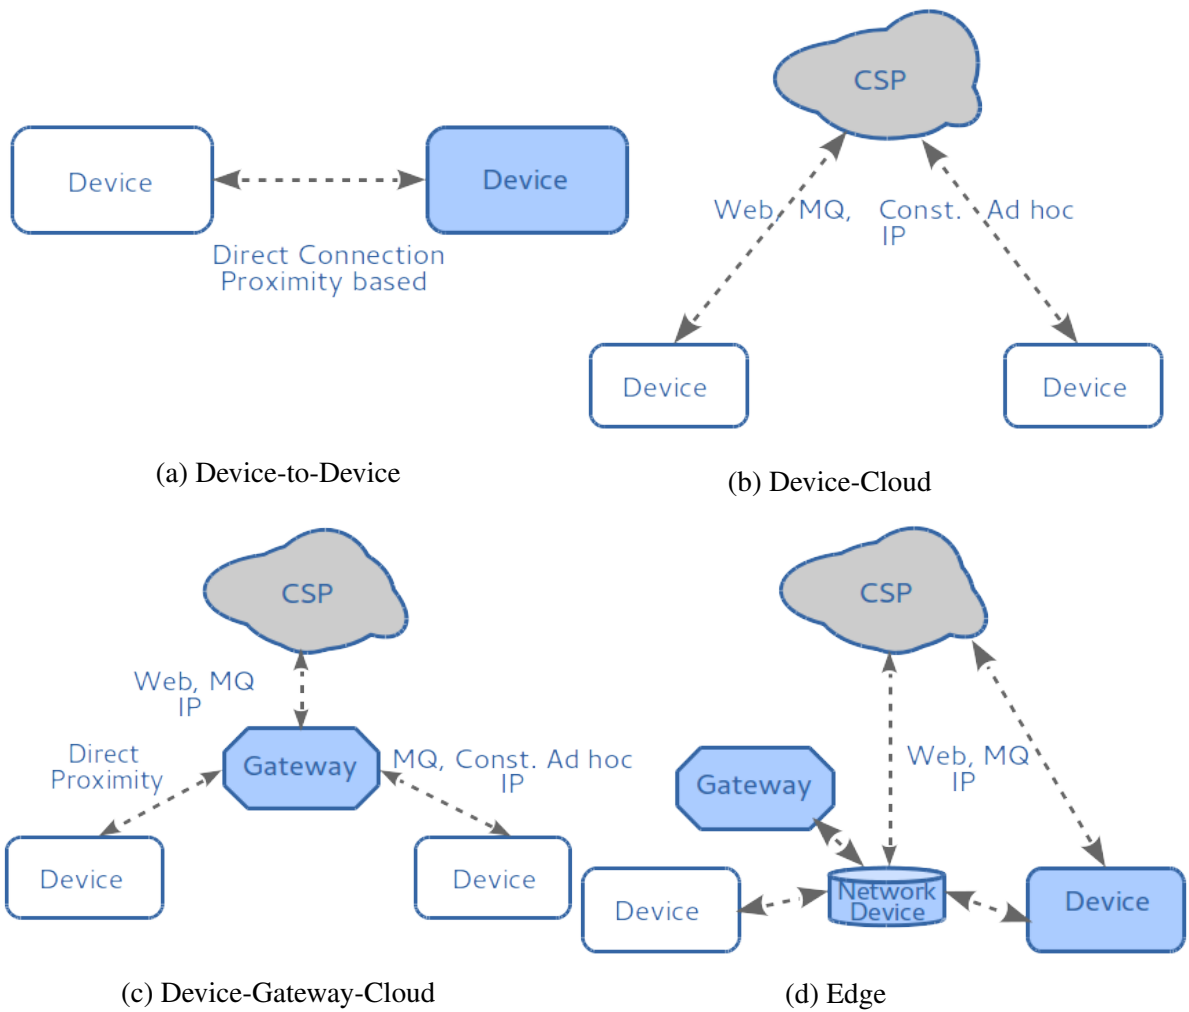 CSP
Device
Device
Direct Connection
Proximity based
Web, MQ, Const. Ad hoc
IP
Device
Device
(a) Device-to-Device
(b) Device-Cloud
CSP
Web, MQ
IP
Direct
Proximity
Gateway
MQ, Const. Ad hoc
IP
Device
Device
(c) Device-Gateway-Cloud
CSP
Web, MQ
IP
Gateway
Device
Network
Device
Device
(d) Edge